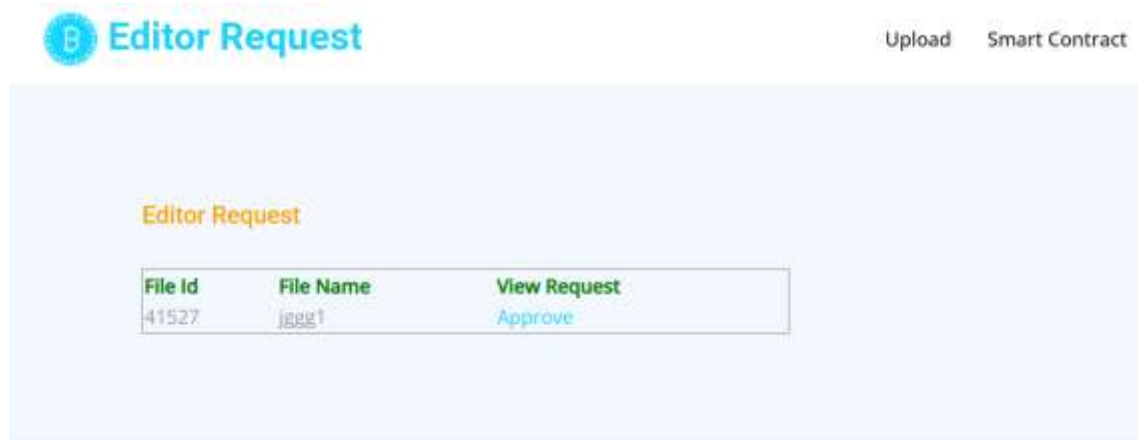 Editor Request
Upload Smart Contract
Editor Request
File Id File Name View Request
41527 jggg1 Approve